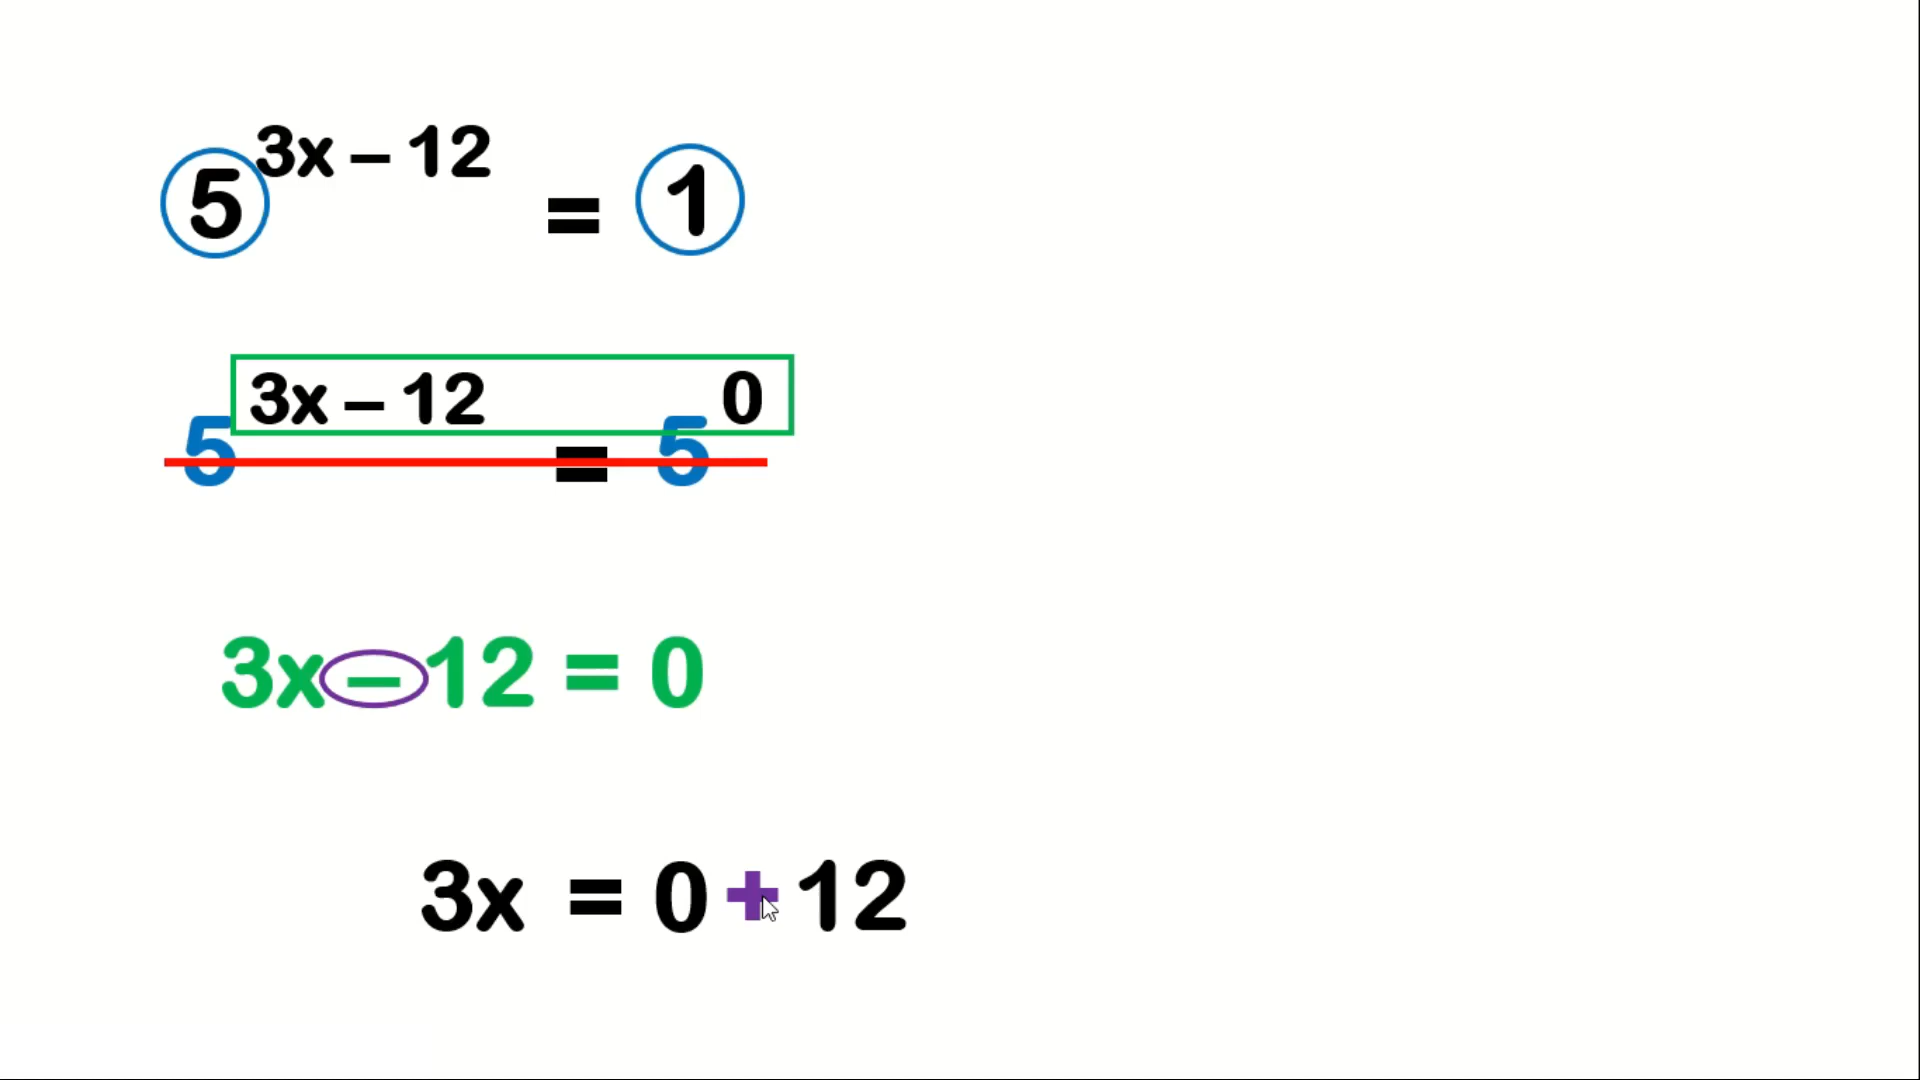 5^(3x – 12) = 1
5^(3x – 12) = 5^0
3x – 12 = 0
3x = 0 + 12